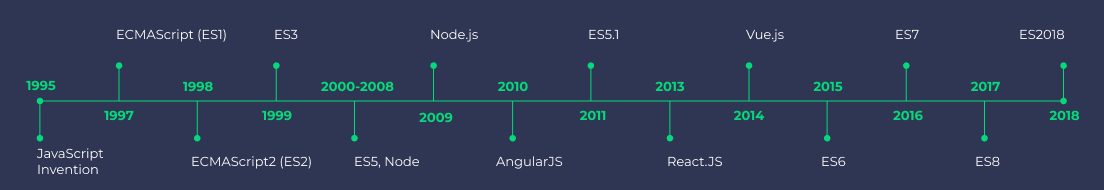 ECMAScript (ES1)
ES3
Node.js
ES5.1
Vue.js
ES7
ES2018
1995
1998
2000-2008
2010
2013
2015
2017
1997
1999
2009
2011
2014
2016
2018
JavaScript
Invention
ECMAScript2 (ES2)
ES5, Node
AngularJS
React.JS
ES6
ES8